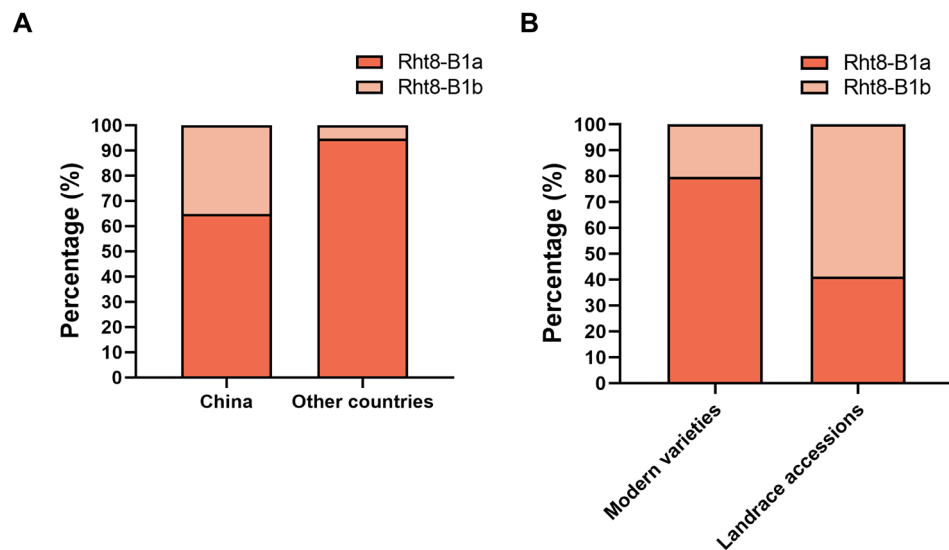 A
Rht8-B1a
Rht8-B1b
100
90
80
70
60
50
40
30
20
10
0
Percentage (%)
China
Other countries
B
Rht8-B1a
Rht8-B1b
100
90
80
70
60
50
40
30
20
10
0
Percentage (%)
Modern varieties
Landrace accessions